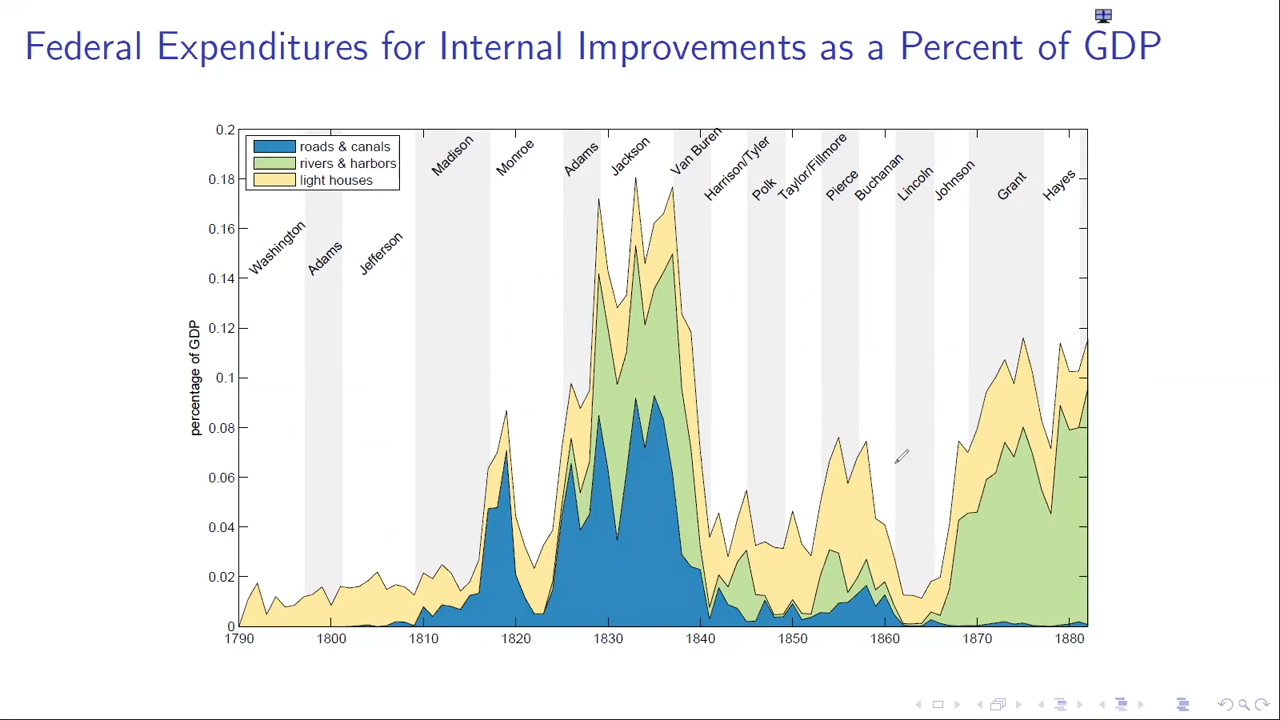 Federal Expenditures for Internal Improvements as a Percent of GDP
0.2
0.18
0.16
0.14
0.12
0.1
0.08
0.06
0.04
0.02
0
percentage of GDP
roads & canals
rivers & harbors
light houses
Washington
Adams
Jefferson
Madison
Monroe
Adams
Jackson
Van Buren
Harrison/Tyler
Polk
Taylor/Fillmore
Pierce
Buchanan
Lincoln
Johnson
Grant
Hayes
1790 1800 1810 1820 1830 1840 1850 1860 1870 1880